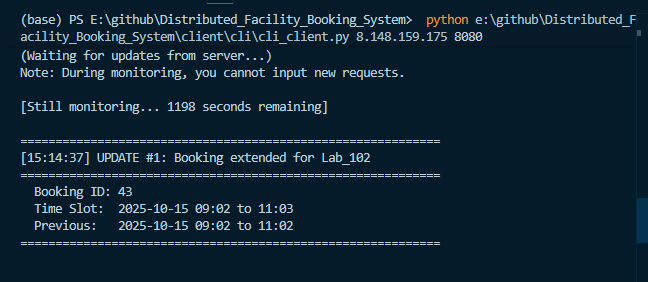 (base) PS E:\github\Distributed_Facility_Booking_System>  python e:\github\Distributed_F
acility_Booking_System\client\cli\cli_client.py 8.148.159.175 8080
(Waiting for updates from server...)
Note: During monitoring, you cannot input new requests.
[Still monitoring... 1198 seconds remaining]
============================================================
[15:14:37] UPDATE #1: Booking extended for Lab_102
============================================================
  Booking ID: 43
  Time Slot:  2025-10-15 09:02 to 11:03
  Previous:   2025-10-15 09:02 to 11:02
============================================================